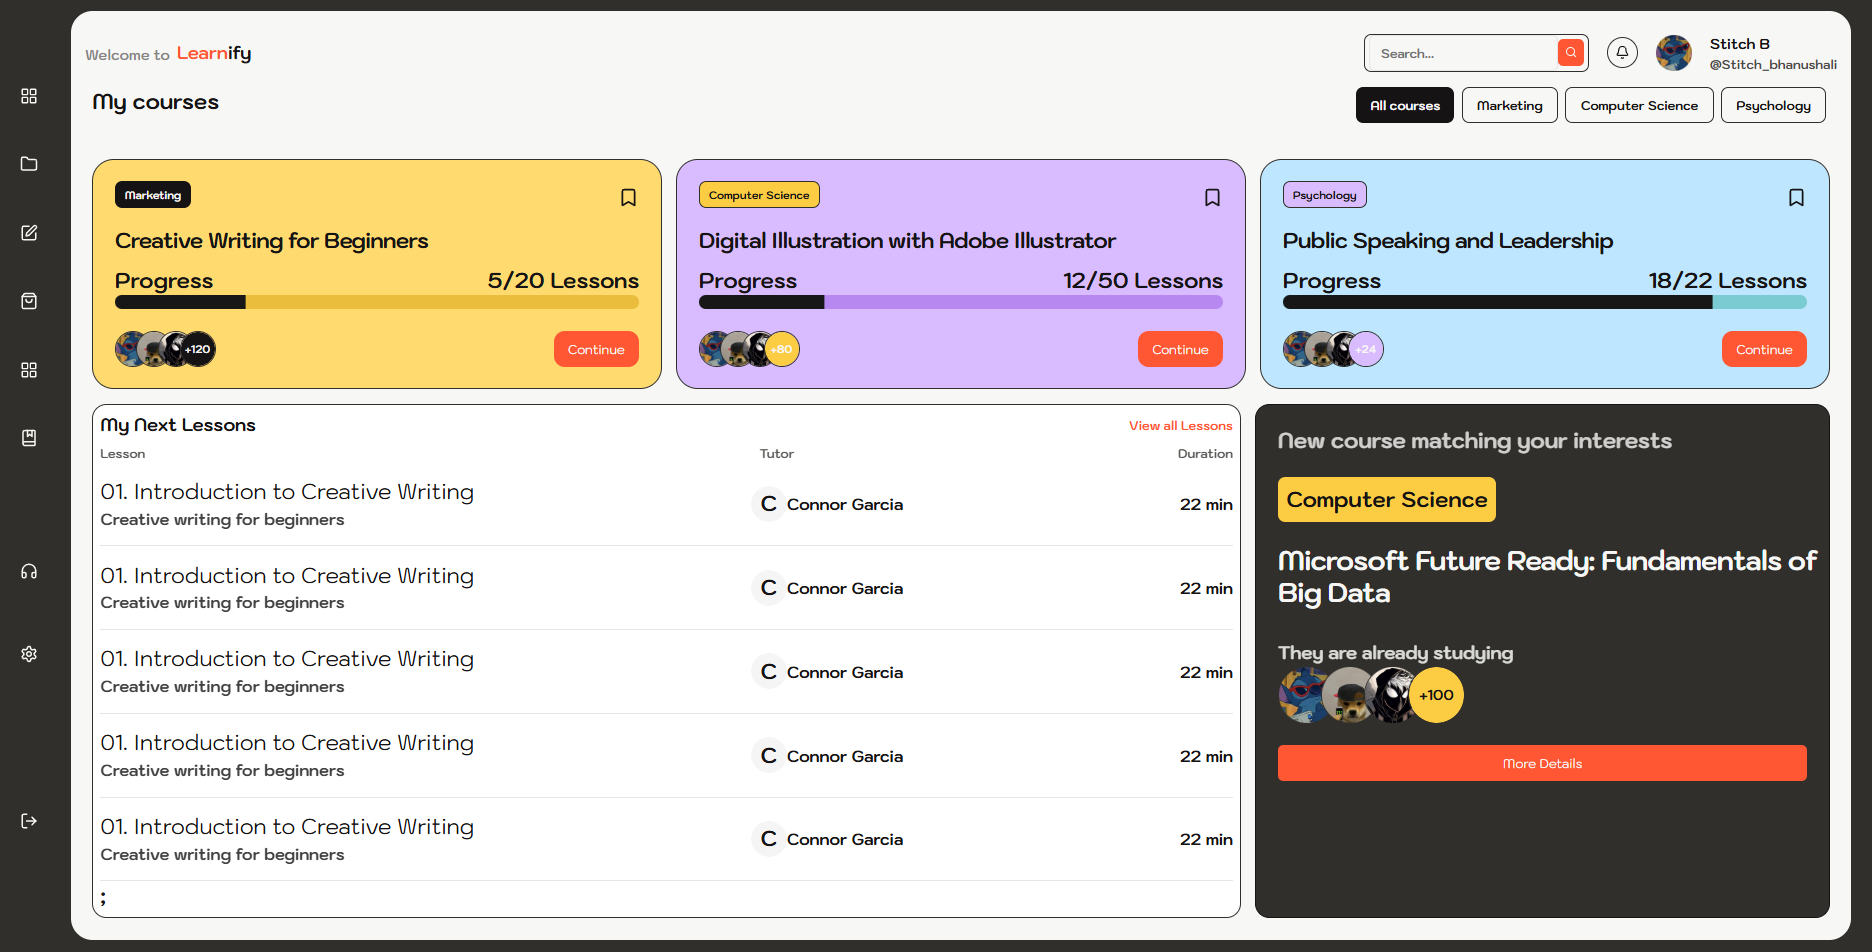 Welcome to Learnify
Search...
Stitch B
@Stitch_bhanushali
My courses
All courses
Marketing
Computer Science
Psychology
Marketing
Creative Writing for Beginners
Progress 5/20 Lessons
+120
Continue
Computer Science
Digital Illustration with Adobe Illustrator
Progress 12/50 Lessons
+80
Continue
Psychology
Public Speaking and Leadership
Progress 18/22 Lessons
+24
Continue
My Next Lessons
View all Lessons
Lesson Tutor Duration
01. Introduction to Creative Writing
Creative writing for beginners
C Connor Garcia
22 min
01. Introduction to Creative Writing
Creative writing for beginners
C Connor Garcia
22 min
01. Introduction to Creative Writing
Creative writing for beginners
C Connor Garcia
22 min
01. Introduction to Creative Writing
Creative writing for beginners
C Connor Garcia
22 min
01. Introduction to Creative Writing
Creative writing for beginners
C Connor Garcia
22 min
;
New course matching your interests
Computer Science
Microsoft Future Ready: Fundamentals of
Big Data
They are already studying
+100
More Details